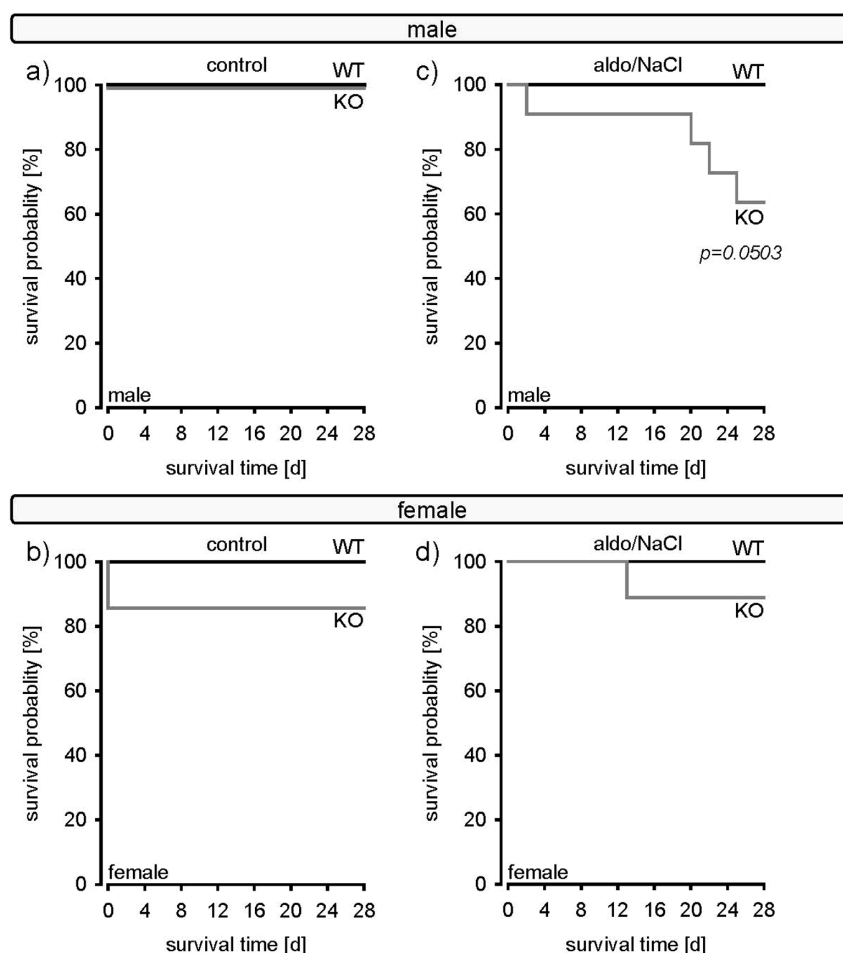 male
a)
control
WT
KO
survival probablity [%]
100
80
60
40
20
0
male
0 4 8 12 16 20 24 28
survival time [d]
c)
aldo/NaCl
WT
KO
p=0.0503
survival probablity [%]
100
80
60
40
20
0
male
0 4 8 12 16 20 24 28
survival time [d]
female
b)
control
WT
KO
survival probablity [%]
100
80
60
40
20
0
female
0 4 8 12 16 20 24 28
survival time [d]
d)
aldo/NaCl
WT
KO
survival probablity [%]
100
80
60
40
20
0
female
0 4 8 12 16 20 24 28
survival time [d]